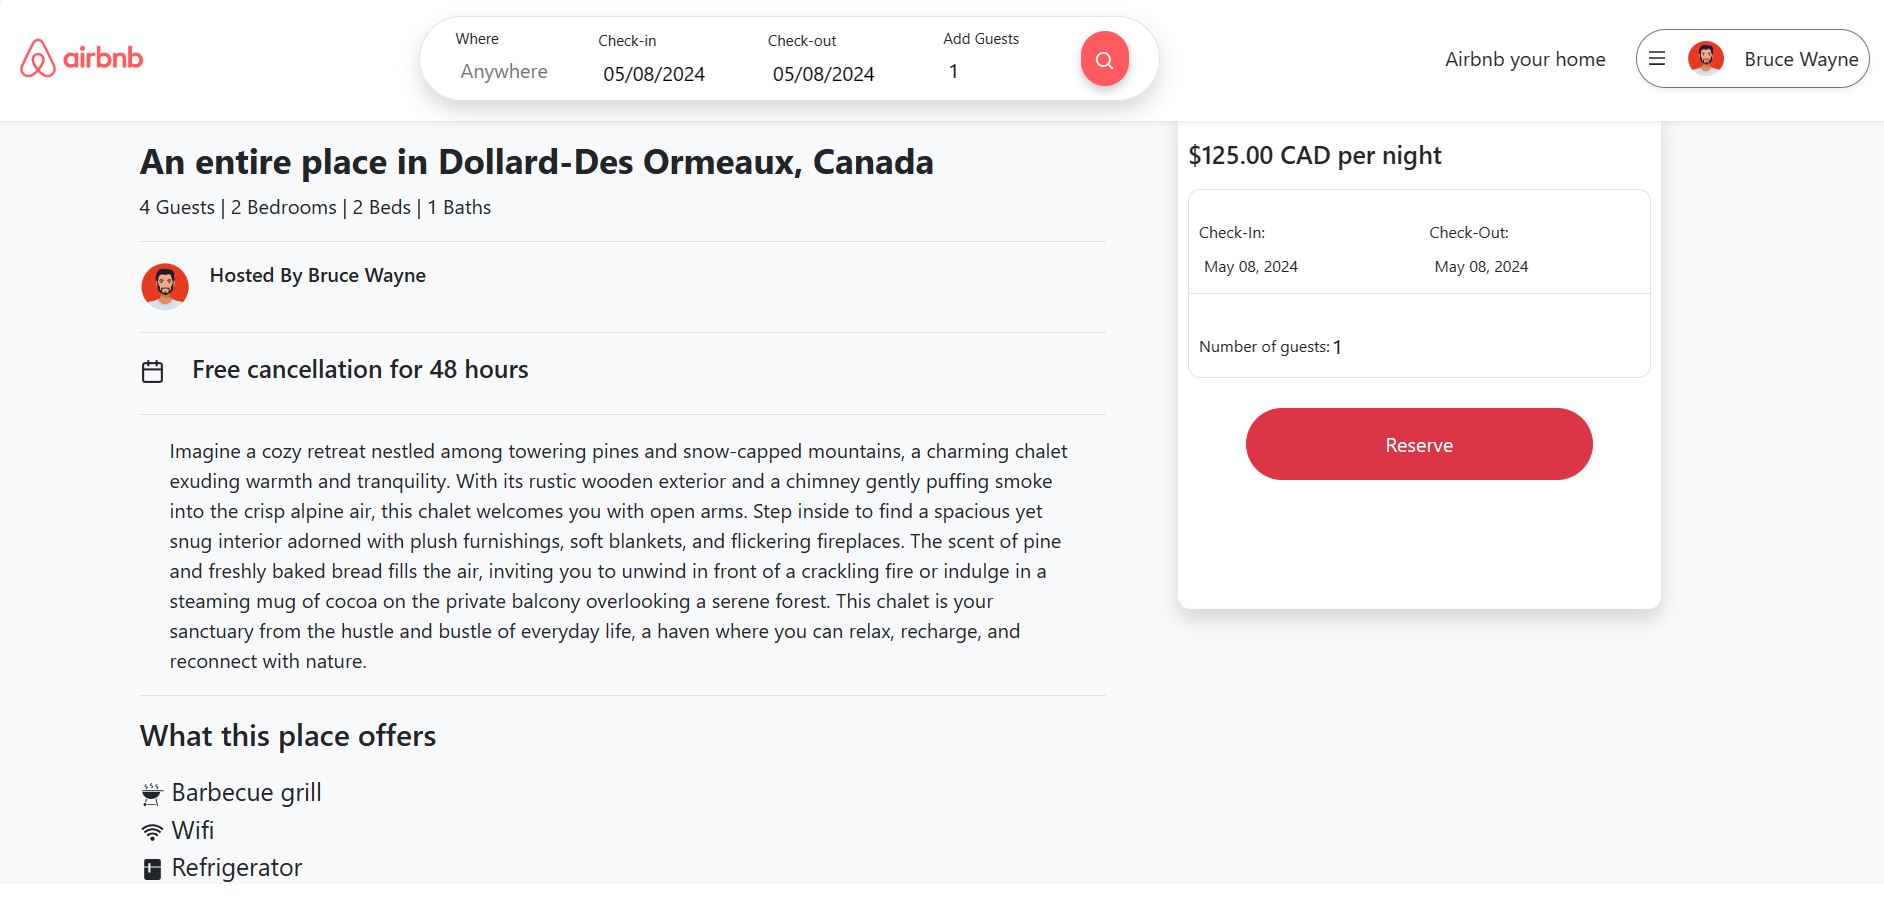 airbnb
Where
Anywhere
Check-in
05/08/2024
Check-out
05/08/2024
Add Guests
1
Airbnb your home
Bruce Wayne
An entire place in Dollard-Des Ormeaux, Canada
4 Guests | 2 Bedrooms | 2 Beds | 1 Baths
Hosted By Bruce Wayne
Free cancellation for 48 hours
Imagine a cozy retreat nestled among towering pines and snow-capped mountains, a charming chalet
exuding warmth and tranquility. With its rustic wooden exterior and a chimney gently puffing smoke
into the crisp alpine air, this chalet welcomes you with open arms. Step inside to find a spacious yet
snug interior adorned with plush furnishings, soft blankets, and flickering fireplaces. The scent of pine
and freshly baked bread fills the air, inviting you to unwind in front of a crackling fire or indulge in a
steaming mug of cocoa on the private balcony overlooking a serene forest. This chalet is your
sanctuary from the hustle and bustle of everyday life, a haven where you can relax, recharge, and
reconnect with nature.
What this place offers
Barbecue grill
Wifi
Refrigerator
$125.00 CAD per night
Check-In:
May 08, 2024
Check-Out:
May 08, 2024
Number of guests: 1
Reserve